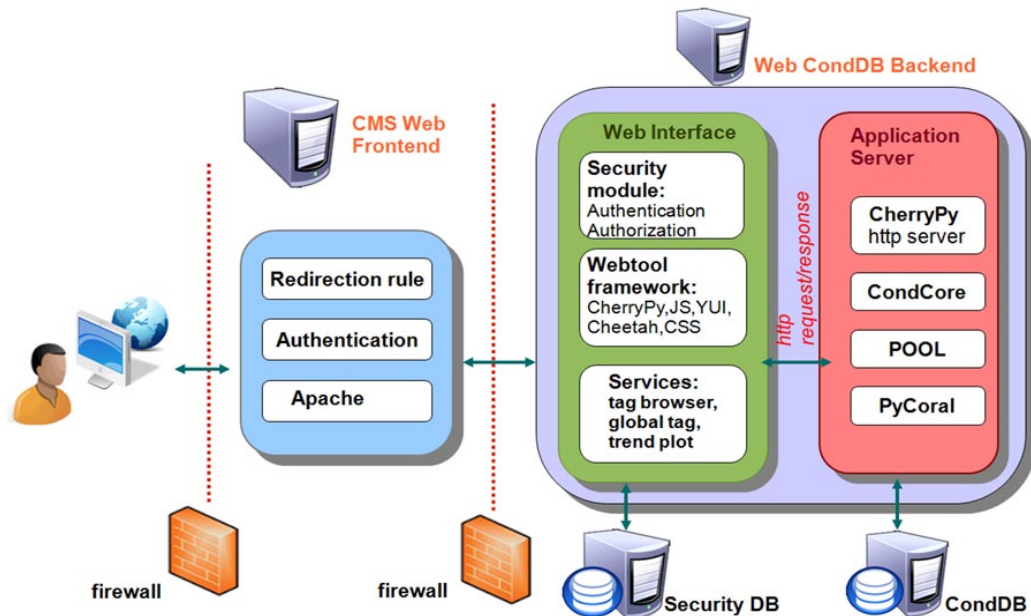 Web CondDB Backend
CMS Web
Frontend
Redirection rule
Authentication
Apache
Web Interface
Security
module:
Authentication
Authorization
Webtool
framework:
CherryPy,JS,YUI,
Cheetah,CSS
Services:
tag browser,
global tag,
trend plot
http
request/response
Application
Server
CherryPy
http server
CondCore
POOL
PyCoral
firewall
firewall
Security DB
CondDB